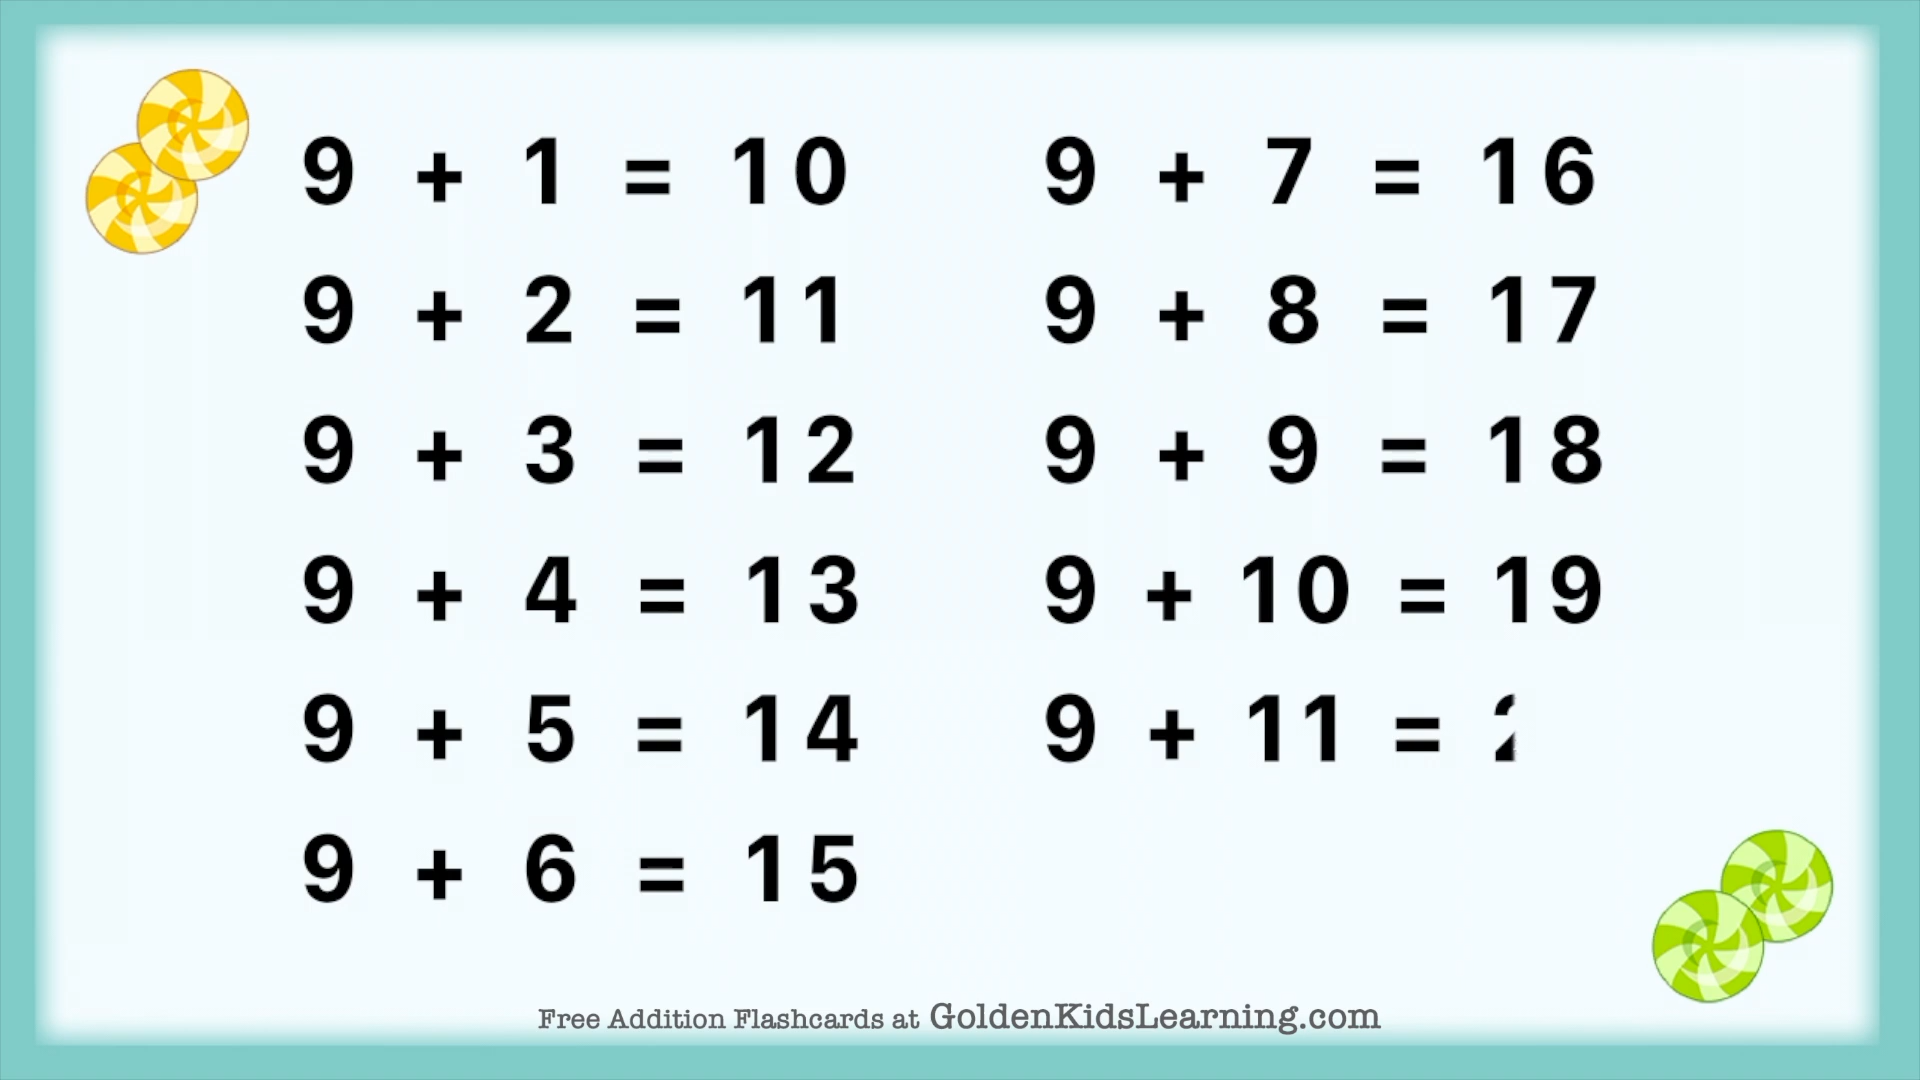 9 + 1 = 10
9 + 2 = 11
9 + 3 = 12
9 + 4 = 13
9 + 5 = 14
9 + 6 = 15
9 + 7 = 16
9 + 8 = 17
9 + 9 = 18
9 + 10 = 19
9 + 11 =
Free Addition Flashcards at GoldenKidsLearning.com